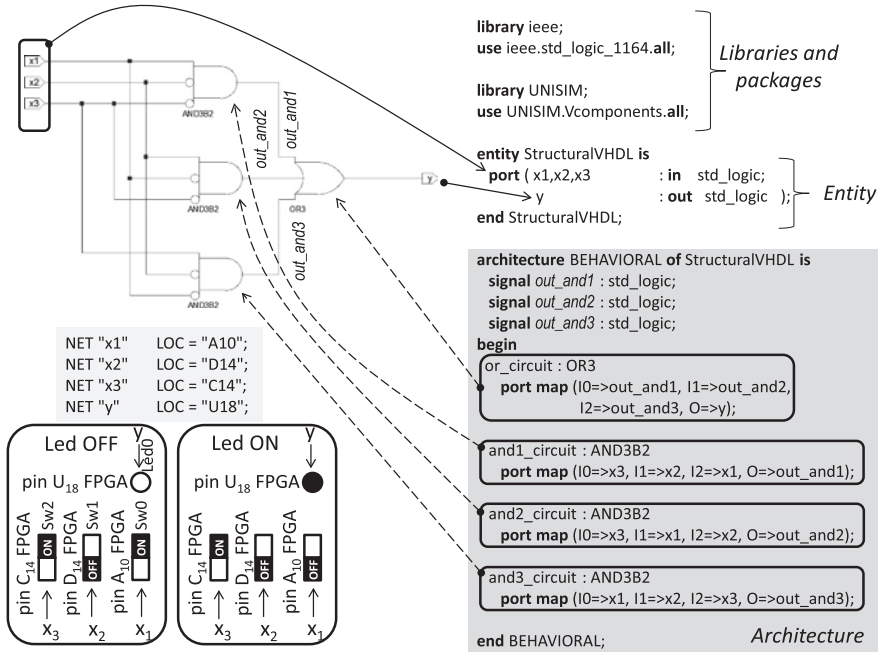 x1
x2
x3
AND3B2
out_and2
out_and1
AND3B2
OR3
out_and3
AND3B2
y
library ieee;
use ieee.std_logic_1164.all;
library UNISIM;
use UNISIM.Vcomponents.all;
Libraries and
packages
entity StructuralVHDL is
port ( x1,x2,x3 : in std_logic;
y : out std_logic );
end StructuralVHDL;
Entity
architecture BEHAVIORAL of StructuralVHDL is
signal out_and1 : std_logic;
signal out_and2 : std_logic;
signal out_and3 : std_logic;
begin
or_circuit : OR3
port map (I0=>out_and1, I1=>out_and2,
I2=>out_and3, O=>y);
and1_circuit : AND3B2
port map (I0=>x3, I1=>x2, I2=>x1, O=>out_and1);
and2_circuit : AND3B2
port map (I0=>x3, I1=>x1, I2=>x2, O=>out_and2);
and3_circuit : AND3B2
port map (I0=>x1, I1=>x2, I2=>x3, O=>out_and3);
end BEHAVIORAL;
Architecture
NET "x1" LOC = "A10";
NET "x2" LOC = "D14";
NET "x3" LOC = "C14";
NET "y" LOC = "U18";
Led OFF
y
Led0
pin U18 FPGA
pin C14 FPGA
Sw2
ON
pin D14 FPGA
Sw1
OFF
pin A10 FPGA
Sw0
ON
x3
x2
x1
Led ON
y
pin U18 FPGA
pin C14 FPGA
ON
pin D14 FPGA
OFF
pin A10 FPGA
OFF
x3
x2
x1